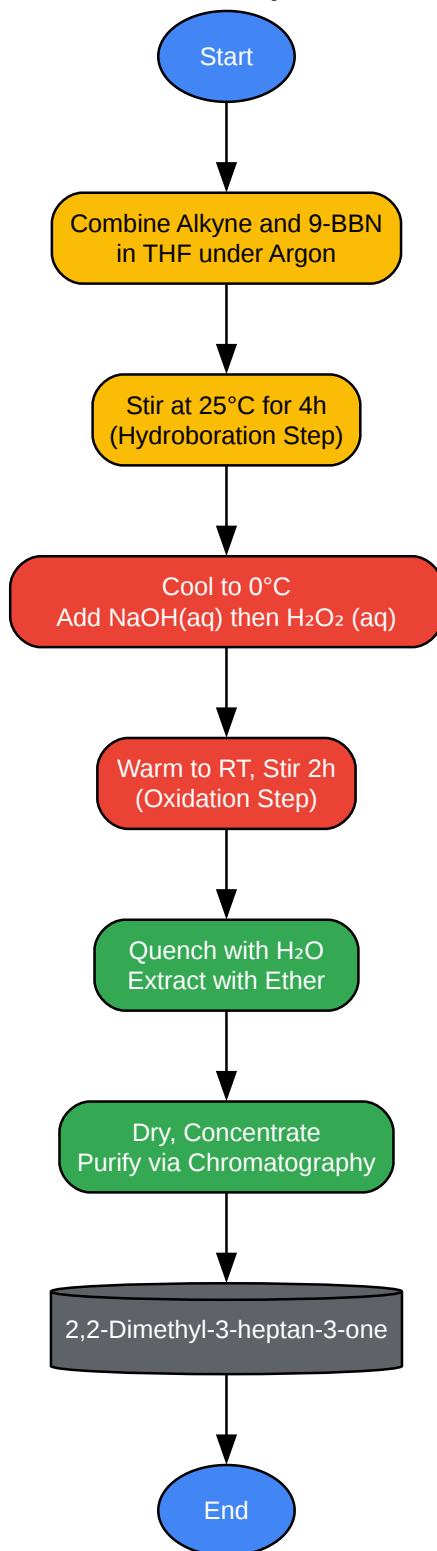 Start
Combine Alkyne and 9-BBN
in THF under Argon
Stir at 25°C for 4h
(Hydroboration Step)
Cool to 0°C
Add NaOH(aq) then H₂O₂ (aq)
Warm to RT, Stir 2h
(Oxidation Step)
Quench with H₂O
Extract with Ether
Dry, Concentrate
Purify via Chromatography
2,2-Dimethyl-3-heptan-3-one
End